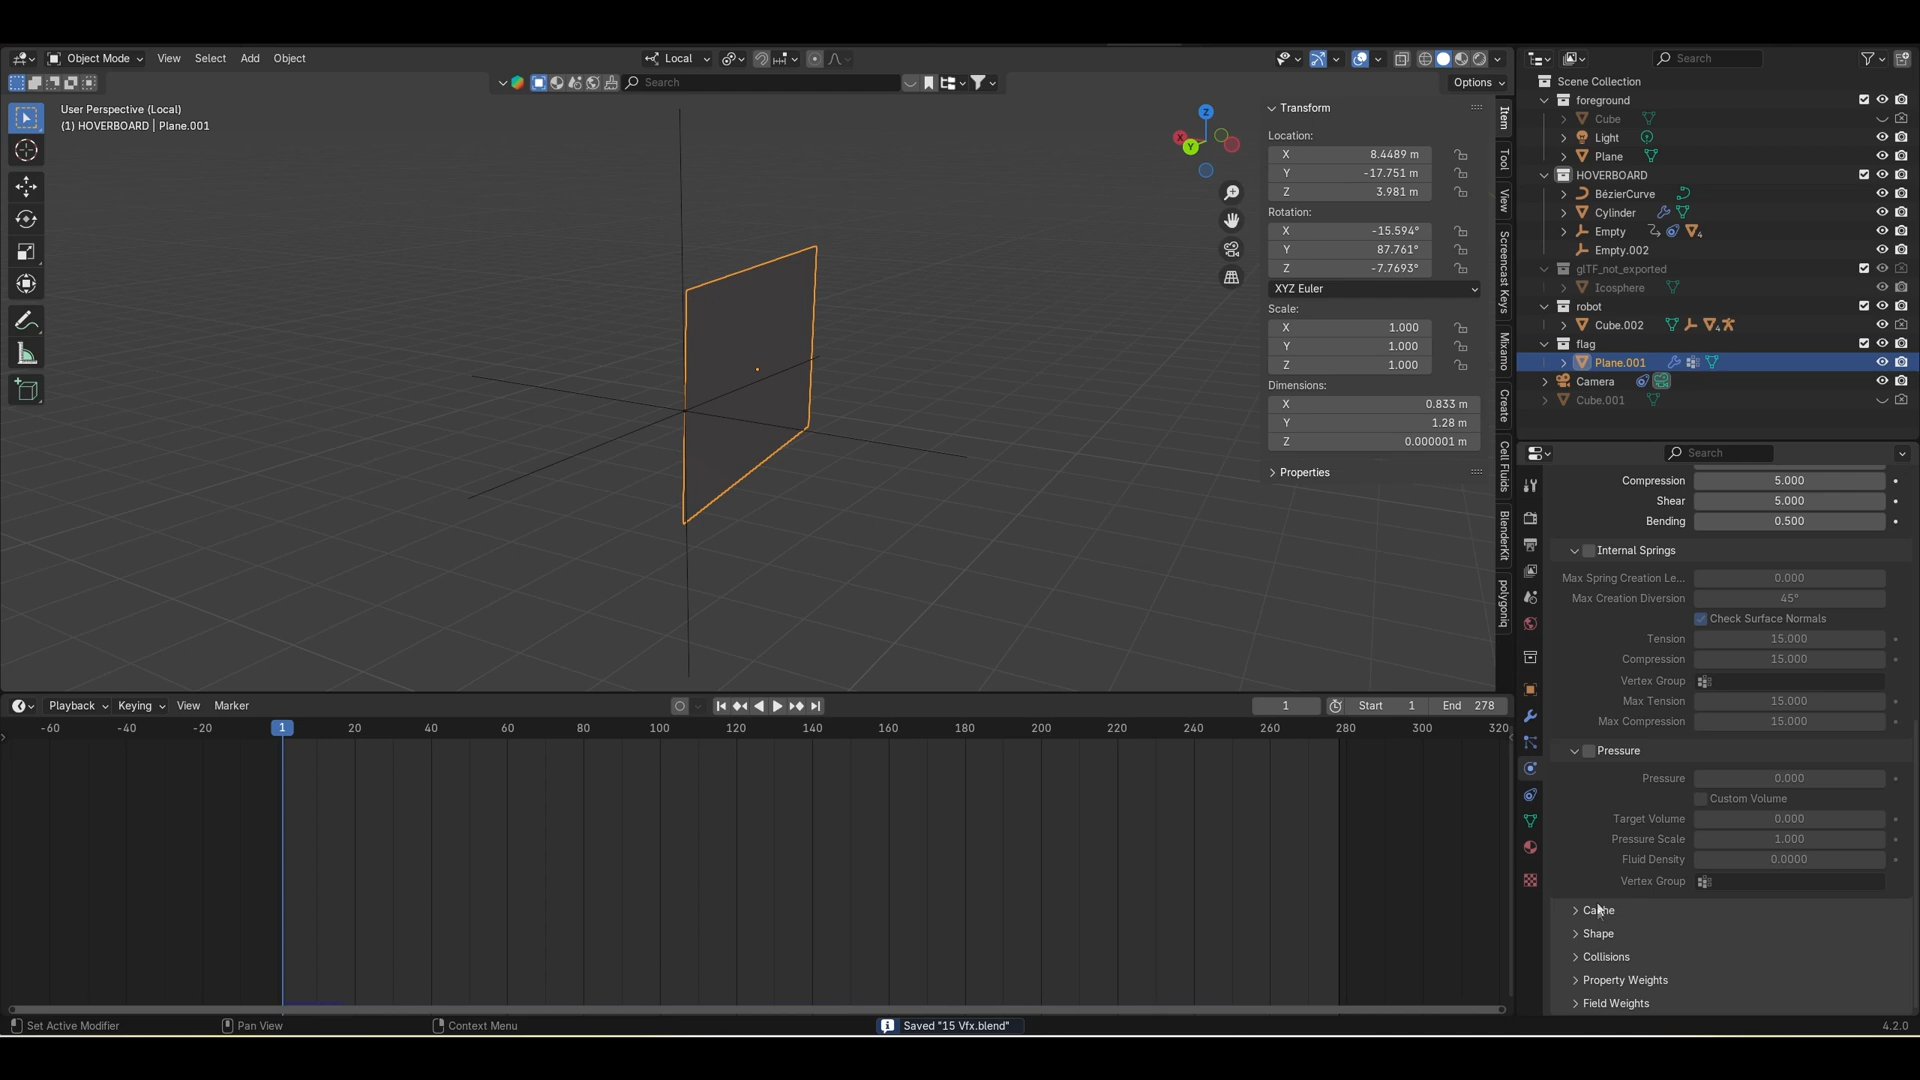 Object Mode View Select Add Object Local
Search Options
User Perspective (Local)
(1) HOVERBOARD | Plane.001
Z
X
Y
Transform
Location:
X 8.4489 m
Y -17.751 m
Z 3.981 m
Rotation:
X -15.594°
Y 87.761°
Z -7.7693°
XYZ Euler
Scale:
X 1.000
Y 1.000
Z 1.000
Dimensions:
X 0.833 m
Y 1.28 m
Z 0.000001 m
Properties
Item
Tool
View
Screencast Keys
Mixamo
Create
Cell Fluids
BlenderKit
polygoniq
Search
Scene Collection
foreground
Cube
Light
Plane
HOVERBOARD
BézierCurve
Cylinder
Empty 4
Empty.002
glTF_not_exported
Icosphere
robot
Cube.002 4
flag
Plane.001
Camera
Cube.001
Search
Compression 5.000
Shear 5.000
Bending 0.500
Internal Springs
Max Spring Creation Le... 0.000
Max Creation Diversion 45°
Check Surface Normals
Tension 15.000
Compression 15.000
Vertex Group
Max Tension 15.000
Max Compression 15.000
Pressure
Pressure 0.000
Custom Volume
Target Volume 0.000
Pressure Scale 1.000
Fluid Density 0.0000
Vertex Group
Cache
Shape
Collisions
Property Weights
Field Weights
Playback Keying View Marker 1 Start 1 End 278
-60 -40 -20 1 20 40 60 80 100 120 140 160 180 200 220 240 260 280 300 320
Set Active Modifier Pan View Context Menu Saved "15 Vfx.blend" 4.2.0